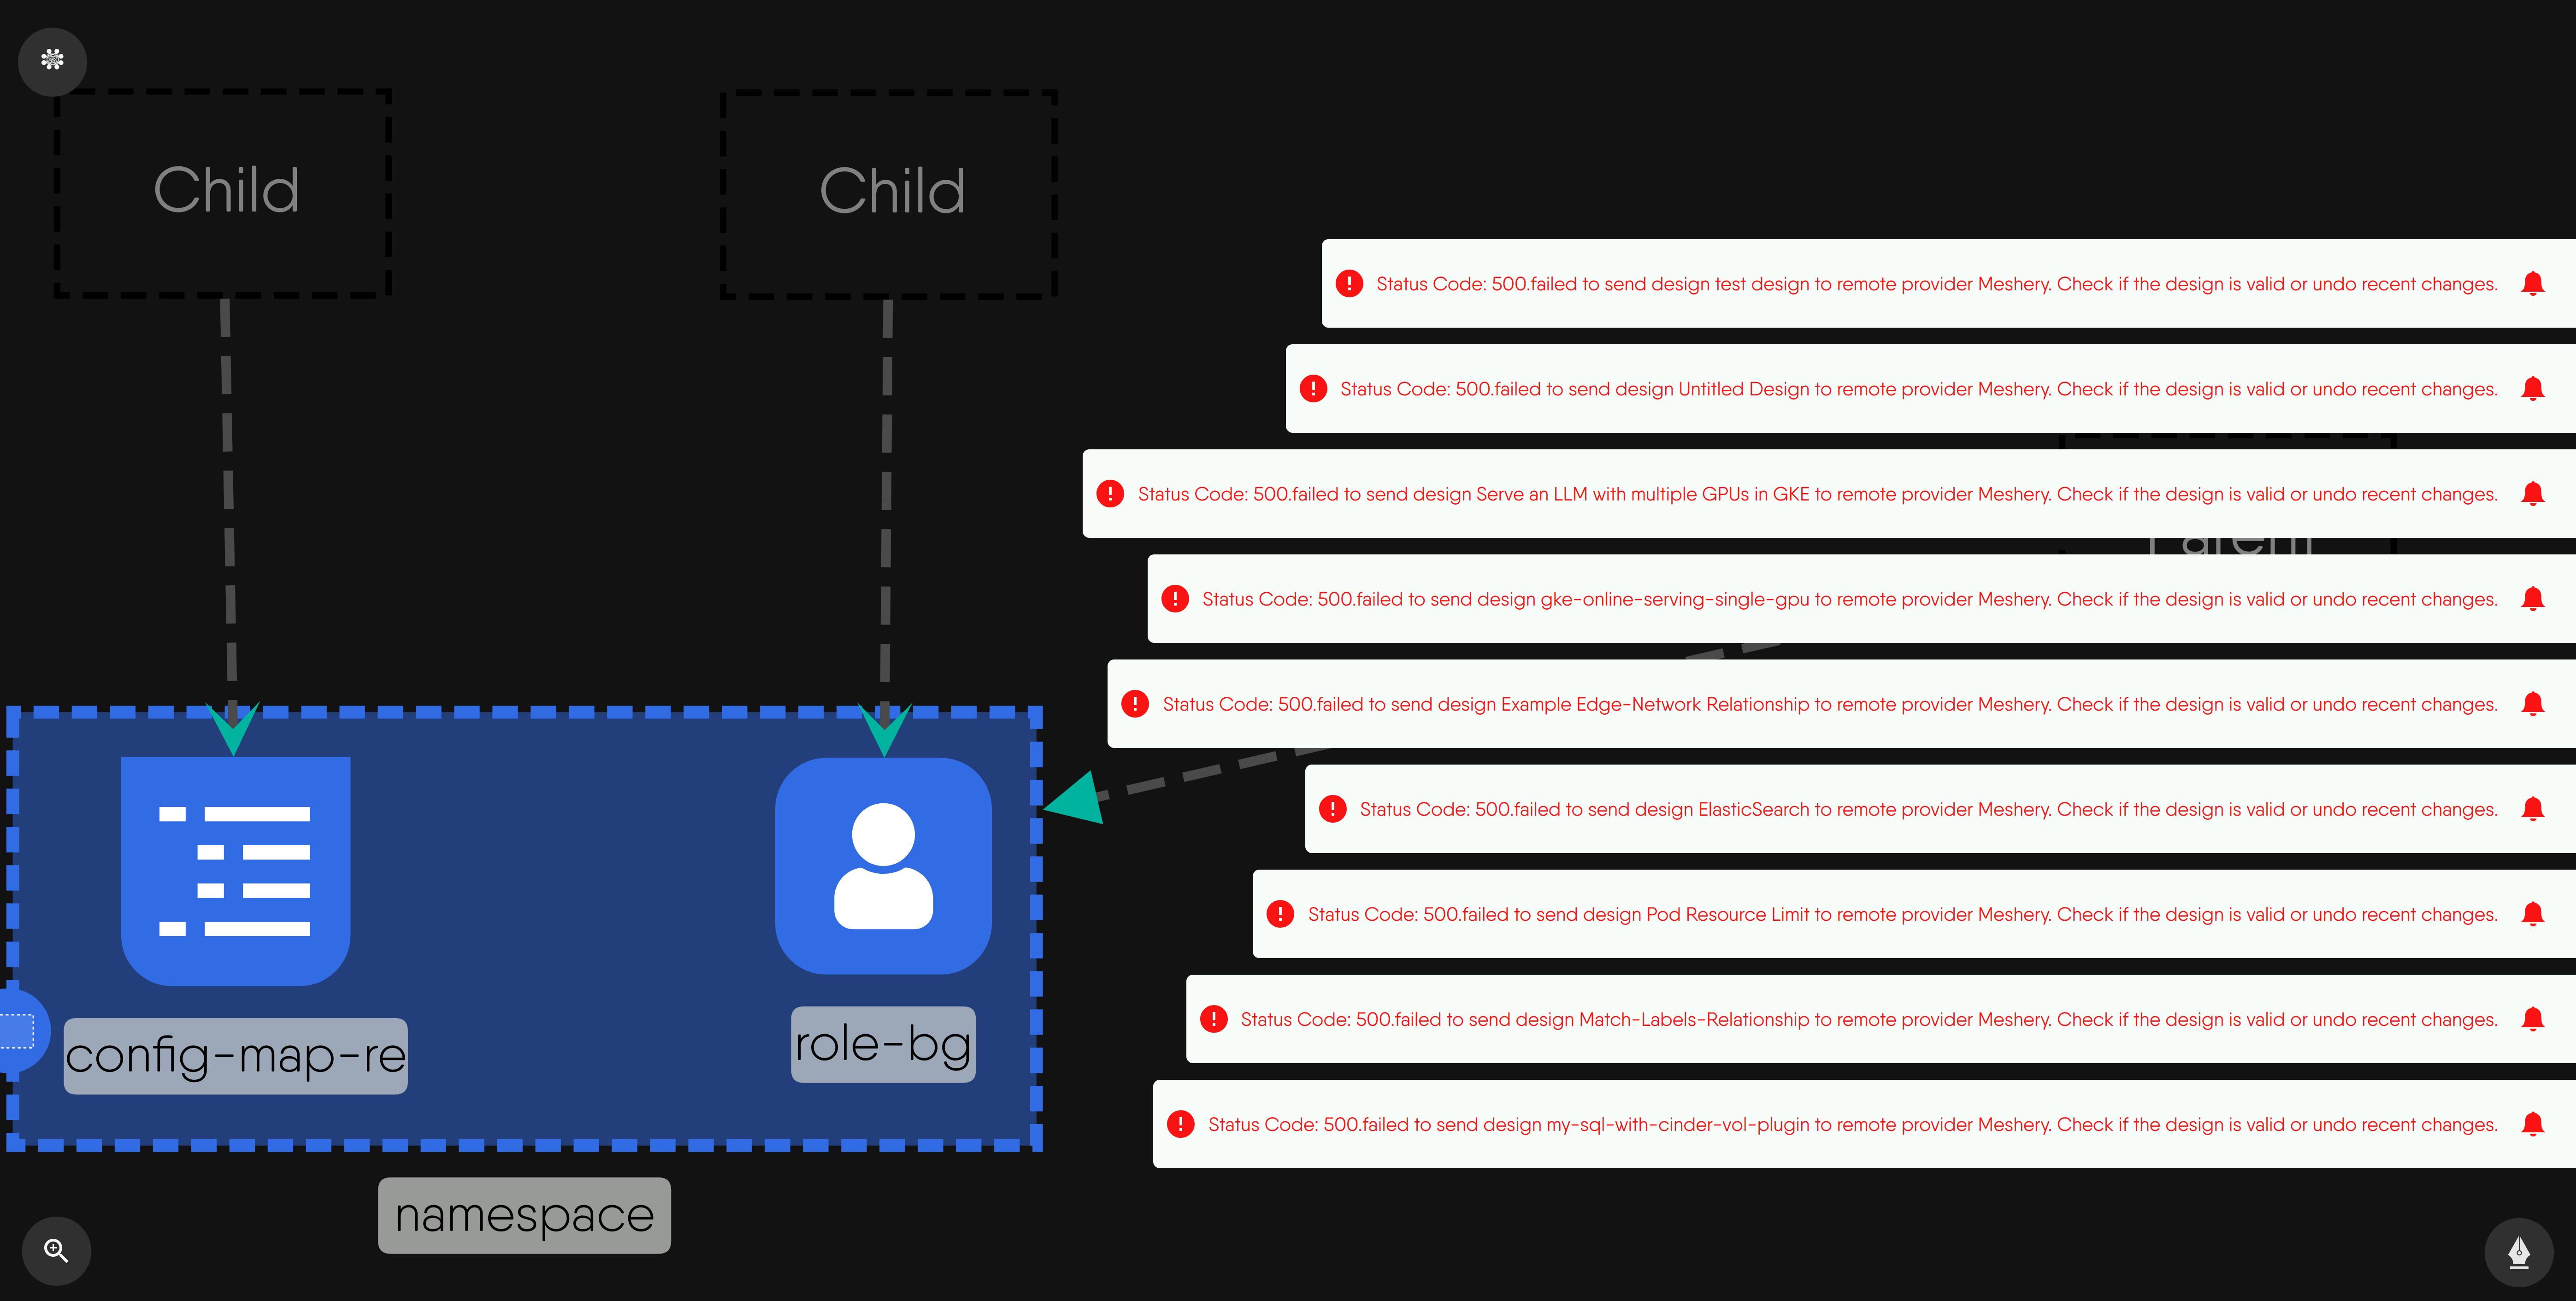 Child
Child
Status Code: 500.failed to send design test design to remote provider Meshery. Check if the design is valid or undo recent changes.
Status Code: 500.failed to send design Untitled Design to remote provider Meshery. Check if the design is valid or undo recent changes.
Status Code: 500.failed to send design Serve an LLM with multiple GPUs in GKE to remote provider Meshery. Check if the design is valid or undo recent changes.
Parent
Status Code: 500.failed to send design gke-online-serving-single-gpu to remote provider Meshery. Check if the design is valid or undo recent changes.
Status Code: 500.failed to send design Example Edge-Network Relationship to remote provider Meshery. Check if the design is valid or undo recent changes.
Status Code: 500.failed to send design ElasticSearch to remote provider Meshery. Check if the design is valid or undo recent changes.
Status Code: 500.failed to send design Pod Resource Limit to remote provider Meshery. Check if the design is valid or undo recent changes.
Status Code: 500.failed to send design Match-Labels-Relationship to remote provider Meshery. Check if the design is valid or undo recent changes.
Status Code: 500.failed to send design my-sql-with-cinder-vol-plugin to remote provider Meshery. Check if the design is valid or undo recent changes.
config-map-re
role-bg
namespace